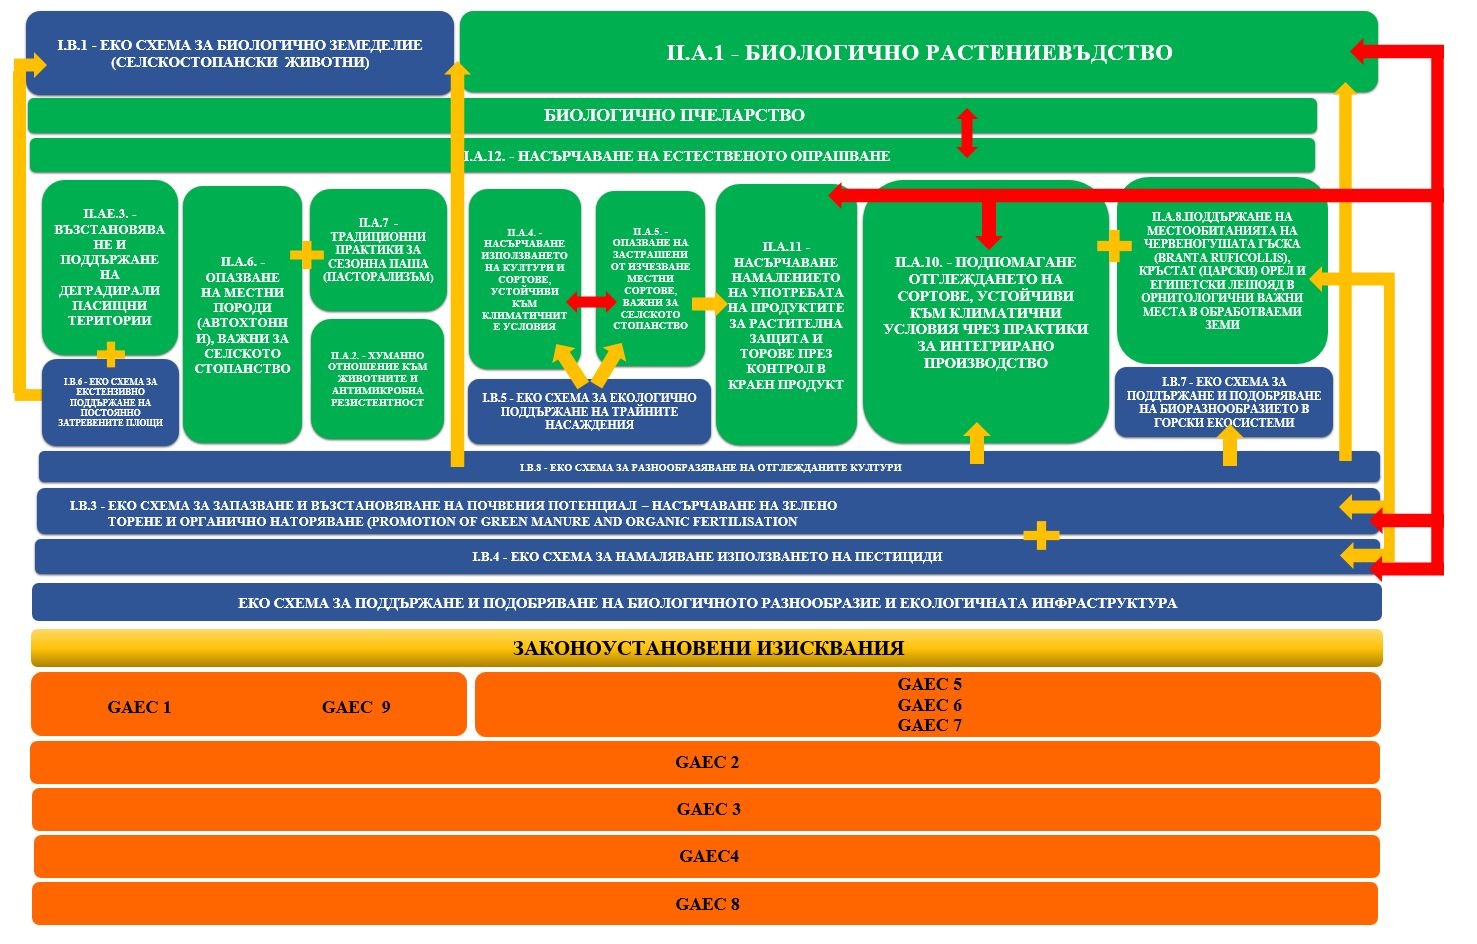 I.B.1 - ЕКО СХЕМА ЗА БИОЛОГИЧНО ЗЕМЕДЕЛИЕ
(СЕЛСКОСТОПАНСКИ ЖИВОТНИ)
II.A.1 - БИОЛОГИЧНО РАСТЕНИЕВЪДСТВО
БИОЛОГИЧНО ПЧЕЛАРСТВО
I.A.12. - НАСЪРЧАВАНЕ НА ЕСТЕСТВЕНОТО ОПРАШВАНЕ
II.AE.3. -
ВЪЗСТАНОВЯВА
НЕ И
ПОДДЪРЖАНЕ
НА
ДЕГРАДИРАЛИ
ПАСИЩНИ
ТЕРИТОРИИ
I.B.6 - ЕКО СХЕМА ЗА
ЕКСТЕНЗИВНО
ПОДДЪРЖАНЕ НА
ПОСТОЯННО
ЗАТРЕВЕНИТЕ ПЛОЩИ
II.A.6. -
ОПАЗВАНЕ
НА МЕСТНИ
ПОРОДИ
(АВТОХТОНН
И), ВАЖНИ ЗА
СЕЛСКОТО
СТОПАНСТВО
II.A.7 -
ТРАДИЦИОННИ
ПРАКТИКИ ЗА
СЕЗОННА ПАША
(ПАСТОРАЛИЗЪМ)
II.A.2. - ХУМАННО
ОТНОШЕНИЕ КЪМ
ЖИВОТНИТЕ И
АНТИМИКРОБНА
РЕЗИСТЕНТНОСТ
II.A.4. -
НАСЪРЧАВАНЕ
ИЗПОЛЗВАНЕТО
НА КУЛТУРИ И
СОРТОВЕ,
УСТОЙЧИВИ
КЪМ
КЛИМАТИЧНИТ
Е УСЛОВИЯ
II.A.5. -
ОПАЗВАНЕ НА
ЗАСТРАШЕНИ
ОТ ИЗЧЕЗВАНЕ
МЕСТНИ
СОРТОВЕ,
ВАЖНИ ЗА
СЕЛСКОТО
СТОПАНСТВО
I.B.5 - ЕКО СХЕМА ЗА ЕКОЛОГИЧНО
ПОДДЪРЖАНЕ НА ТРАЙНИТЕ
НАСАЖДЕНИЯ
II.A.11 -
НАСЪРЧАВАНЕ
НАМАЛЕНИЕТО
НА УПОТРЕБАТА
НА ПРОДУКТИТЕ
ЗА РАСТИТЕЛНА
ЗАЩИТА И
ТОРОВЕ ПРЕЗ
КОНТРОЛ В
КРАЕН ПРОДУКТ
II.A.10. - ПОДПОМАГАНЕ
ОТГЛЕЖДАНЕТО НА
СОРТОВЕ, УСТОЙЧИВИ
КЪМ КЛИМАТИЧНИ
УСЛОВИЯ ЧРЕЗ ПРАКТИКИ
ЗА ИНТЕГРИРАНО
ПРОИЗВОДСТВО
II.A.8.ПОДДЪРЖАНЕ НА
МЕСТООБИТАНИЯТА НА
ЧЕРВЕНОГУШАТА ГЪСКА
(BRANTA RUFICOLLIS),
КРЪСТАТ (ЦАРСКИ) ОРЕЛ И
ЕГИПЕТСКИ ЛЕШОЯД В
ОРНИТОЛОГИЧНИ ВАЖНИ
МЕСТА В ОБРАБОТВАЕМИ
ЗЕМИ
I.B.7 - ЕКО СХЕМА ЗА
ПОДДЪРЖАНЕ И ПОДОБРЯВАНЕ
НА БИОРАЗНООБРАЗИЕТО В
ГОРСКИ ЕКОСИСТЕМИ
I.B.8 - ЕКО СХЕМА ЗА РАЗНООБРАЗЯВАНЕ НА ОТГЛЕЖДАНИТЕ КУЛТУРИ
I.B.3 - ЕКО СХЕМА ЗА ЗАПАЗВАНЕ И ВЪЗСТАНОВЯВАНЕ НА ПОЧВЕНИЯ ПОТЕНЦИАЛ – НАСЪРЧАВАНЕ НА ЗЕЛЕНО
ТОРЕНЕ И ОРГАНИЧНО НАТОРЯВАНЕ (PROMOTION OF GREEN MANURE AND ORGANIC FERTILISATION
I.B.4 - ЕКО СХЕМА ЗА НАМАЛЯВАНЕ ИЗПОЛЗВАНЕТО НА ПЕСТИЦИДИ
ЕКО СХЕМА ЗА ПОДДЪРЖАНЕ И ПОДОБРЯВАНЕ НА БИОЛОГИЧНОТО РАЗНООБРАЗИЕ И ЕКОЛОГИЧНАТА ИНФРАСТРУКТУРА
ЗАКОНОУСТАНОВЕНИ ИЗИСКВАНИЯ
GAEC 1 GAEC 9
GAEC 5
GAEC 6
GAEC 7
GAEC 2
GAEC 3
GAEC4
GAEC 8